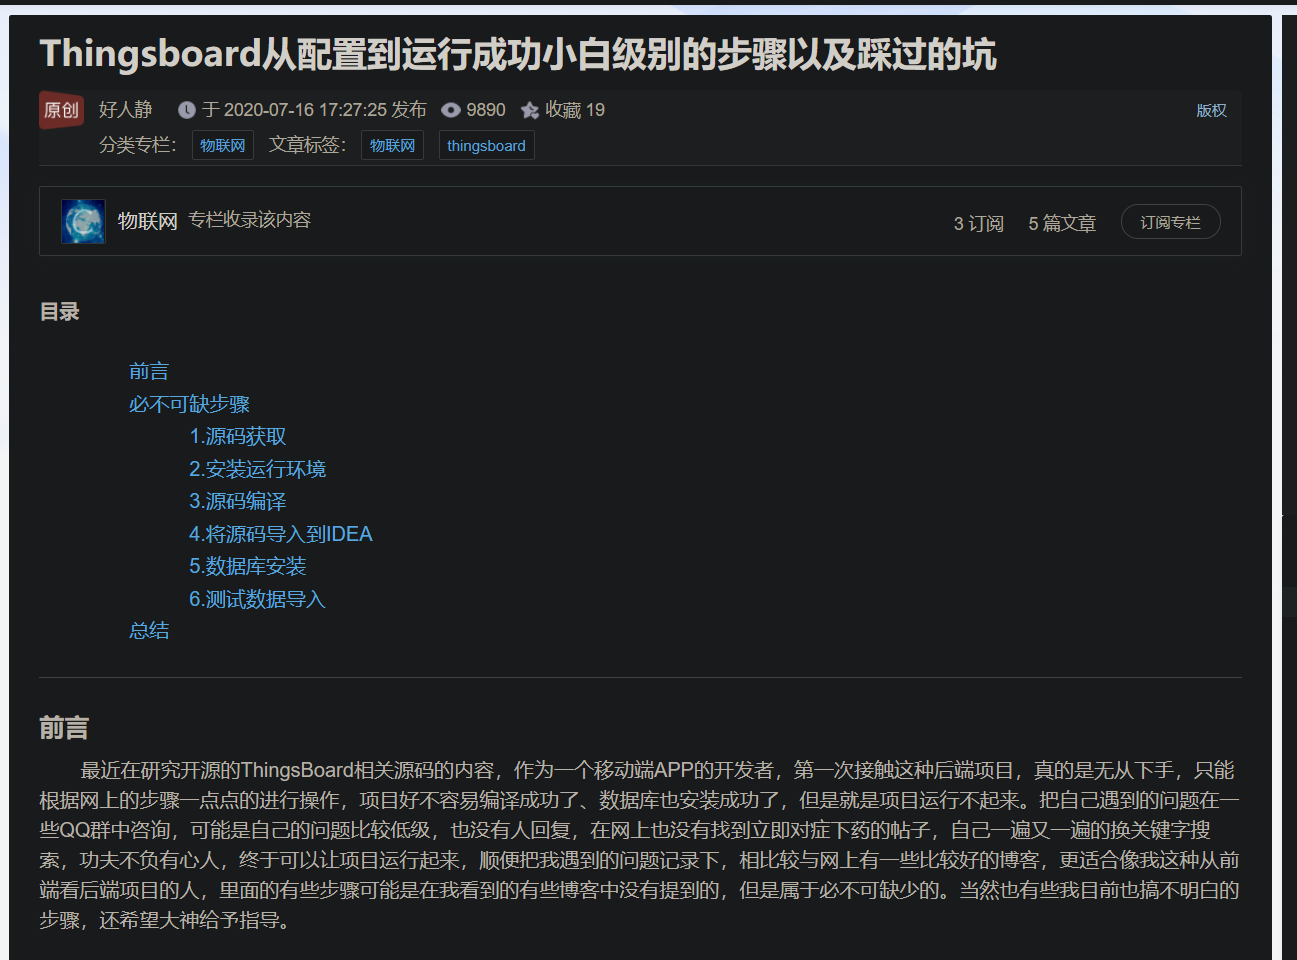 Thingsboard从配置到运行成功小白级别的步骤以及踩过的坑
原创 好人静 于 2020-07-16 17:27:25 发布 9890 收藏 19 版权
分类专栏： 物联网 文章标签： 物联网 thingsboard
物联网 专栏收录该内容 3 订阅 5 篇文章 订阅专栏
目录
前言
必不可缺步骤
1.源码获取
2.安装运行环境
3.源码编译
4.将源码导入到IDEA
5.数据库安装
6.测试数据导入
总结
前言
最近在研究开源的ThingsBoard相关源码的内容，作为一个移动端APP的开发者，第一次接触这种后端项目，真的是无从下手，只能
根据网上的步骤一点点的进行操作，项目好不容易编译成功了、数据库也安装成功了，但是就是项目运行不起来。把自己遇到的问题在一
些QQ群中咨询，可能是自己的问题比较低级，也没有人回复，在网上也没有找到立即对症下药的帖子，自己一遍又一遍的换关键字搜
索，功夫不负有心人，终于可以让项目运行起来，顺便把我遇到的问题记录下，相比较与网上有一些比较好的博客，更适合像我这种从前
端看后端项目的人，里面的有些步骤可能是在我看到的有些博客中没有提到的，但是属于必不可缺少的。当然也有些我目前也搞不明白的
步骤，还希望大神给予指导。